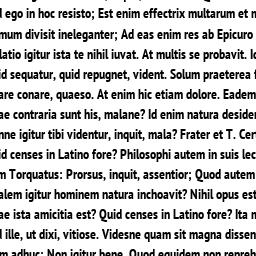 ego in hoc resisto; Est enim effectrix multarum et
mum divisit ineleganter; Ad eas enim res ab Epicuro
latio igitur ista te nihil iuvat. At multis se probavit.
id sequatur, quid repugnet, vident. Solum praeterea
are conare, quaeso. At enim hic etiam dolore. Eadem
ae contraria sunt his, malane? Id enim natura desider
nne igitur tibi videntur, inquit, mala? Frater et T. Cer
id censes in Latino fore? Philosophi autem in suis lec
m Torquatus: Prorsus, inquit, assentior; Quod autem
alem igitur hominem natura inchoavit? Nihil opus est
ae ista amicitia est? Quid censes in Latino fore? Ita
ille, ut dixi, vitiose. Videsne quam sit magna dissen
m adhuc; Non igitur bene. Quod equidem non repreh